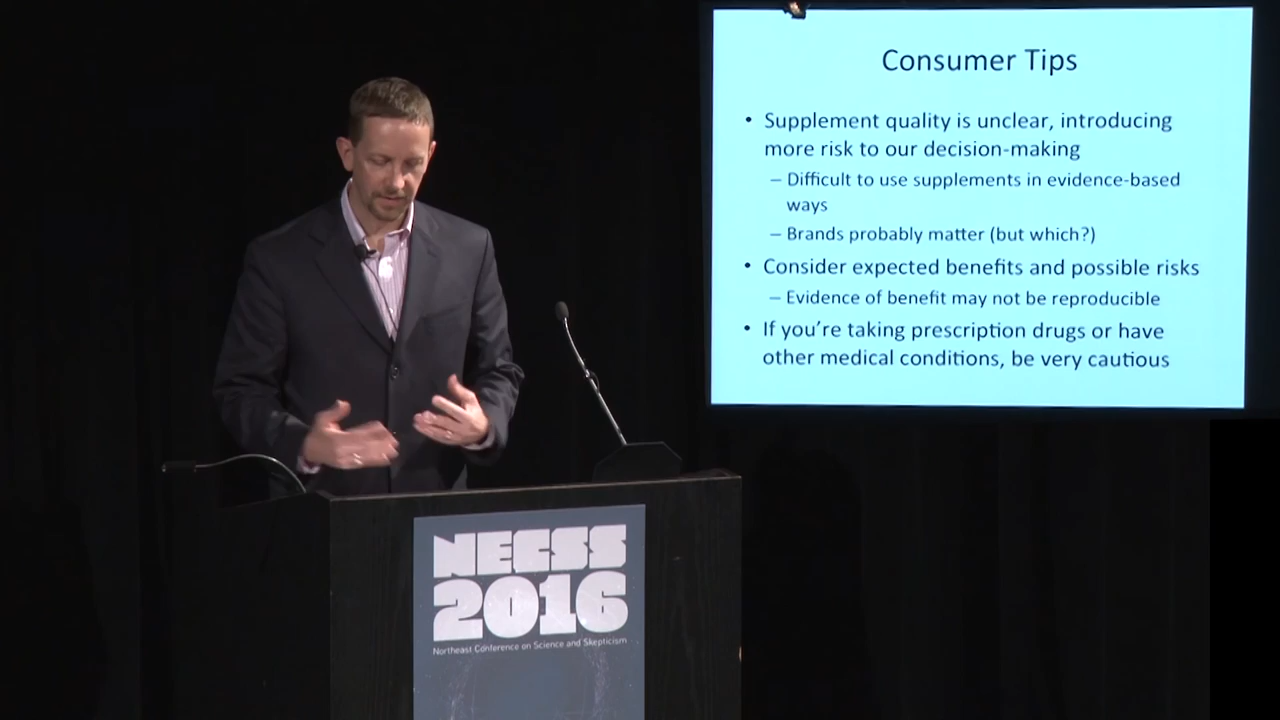 Consumer Tips
• Supplement quality is unclear, introducing
more risk to our decision-making
– Difficult to use supplements in evidence-based
ways
– Brands probably matter (but which?)
• Consider expected benefits and possible risks
– Evidence of benefit may not be reproducible
• If you’re taking prescription drugs or have
other medical conditions, be very cautious
NECSS
2016
Northeast Conference on Science and Skepticism